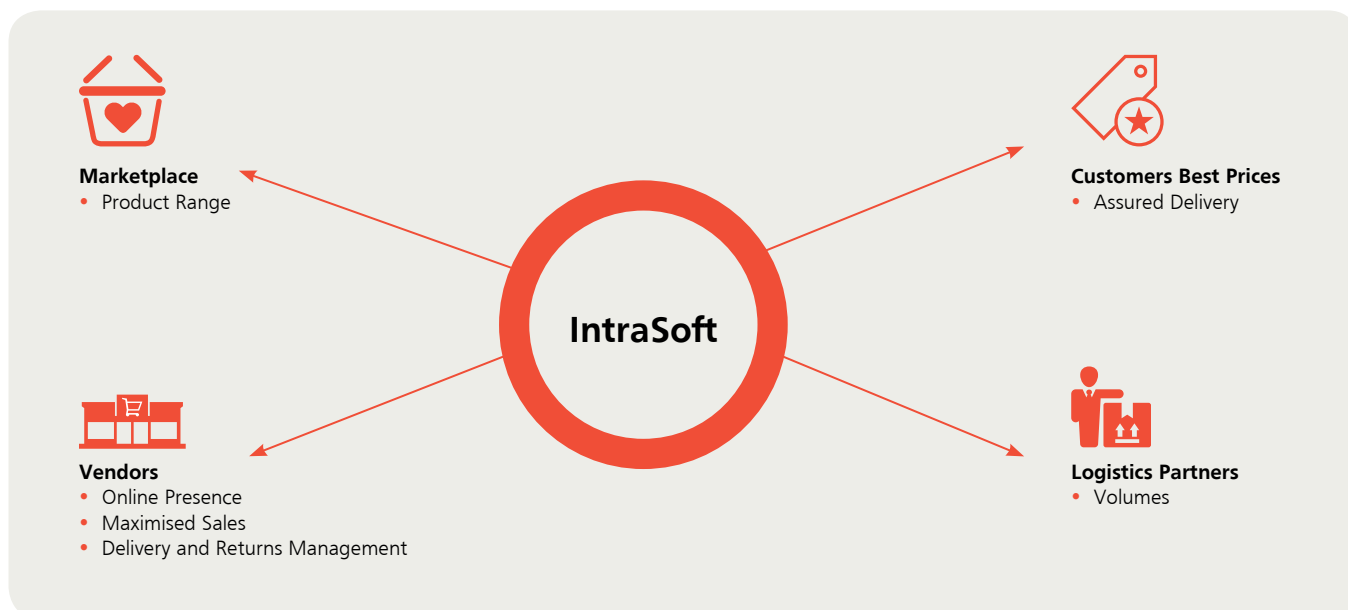 Marketplace
• Product Range
Customers Best Prices
• Assured Delivery
IntraSoft
Vendors
• Online Presence
• Maximised Sales
• Delivery and Returns Management
Logistics Partners
• Volumes